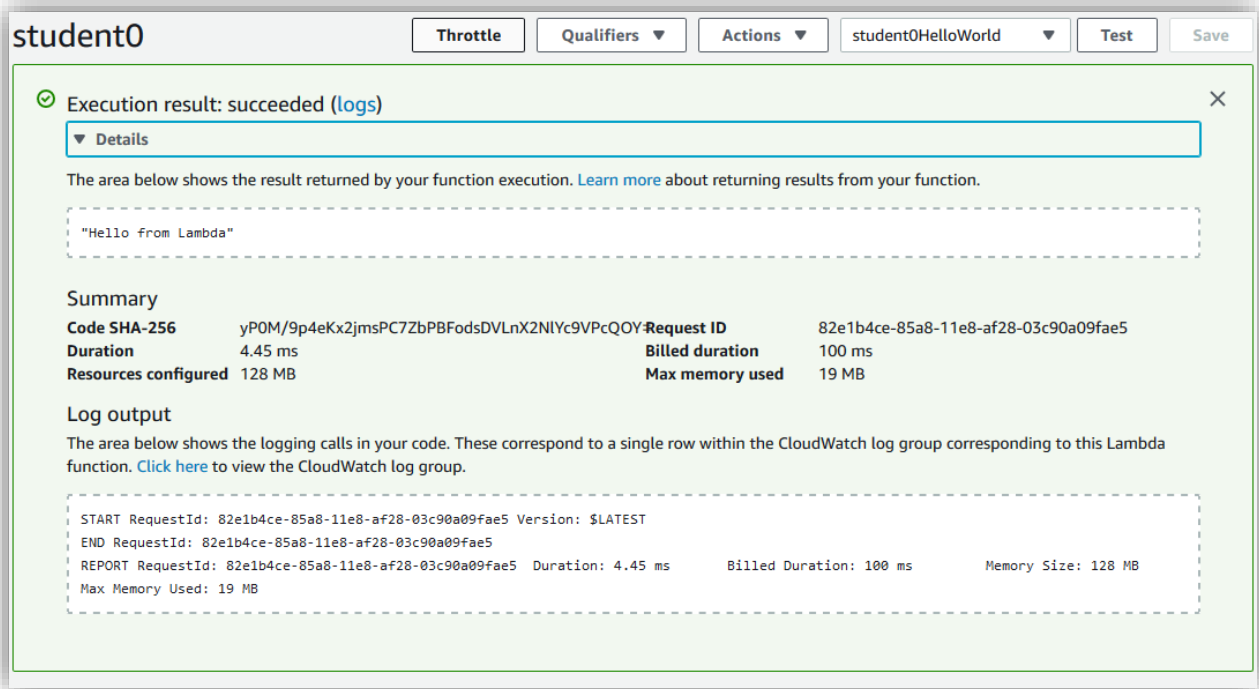 student0
Throttle
Qualifiers
Actions
student0HelloWorld
Test
Save
Execution result: succeeded (logs)
Details
The area below shows the result returned by your function execution. Learn more about returning results from your function.
"Hello from Lambda"
Summary
Code SHA-256 yP0M/9p4eKx2jmsPC7ZbPBFodsDVLnX2NlYc9VPcQOY= Request ID 82e1b4ce-85a8-11e8-af28-03c90a09fae5
Duration 4.45 ms Billed duration 100 ms
Resources configured 128 MB Max memory used 19 MB
Log output
The area below shows the logging calls in your code. These correspond to a single row within the CloudWatch log group corresponding to this Lambda
function. Click here to view the CloudWatch log group.
START RequestId: 82e1b4ce-85a8-11e8-af28-03c90a09fae5 Version: $LATEST
END RequestId: 82e1b4ce-85a8-11e8-af28-03c90a09fae5
REPORT RequestId: 82e1b4ce-85a8-11e8-af28-03c90a09fae5 Duration: 4.45 ms Billed Duration: 100 ms Memory Size: 128 MB
Max Memory Used: 19 MB